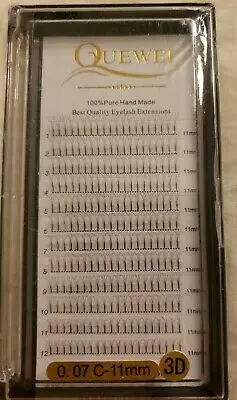 QUEWEI
100%Pure Hand Made
Best Quality Eyelash Extensions
1 11mm
2 11mm
3 11mm
4 11mm
5 11mm
6 11mm
7 11mm
8 11mm
9 11mm
10 11mm
11 11mm
12 11mm
0.07 C-11mm 3D